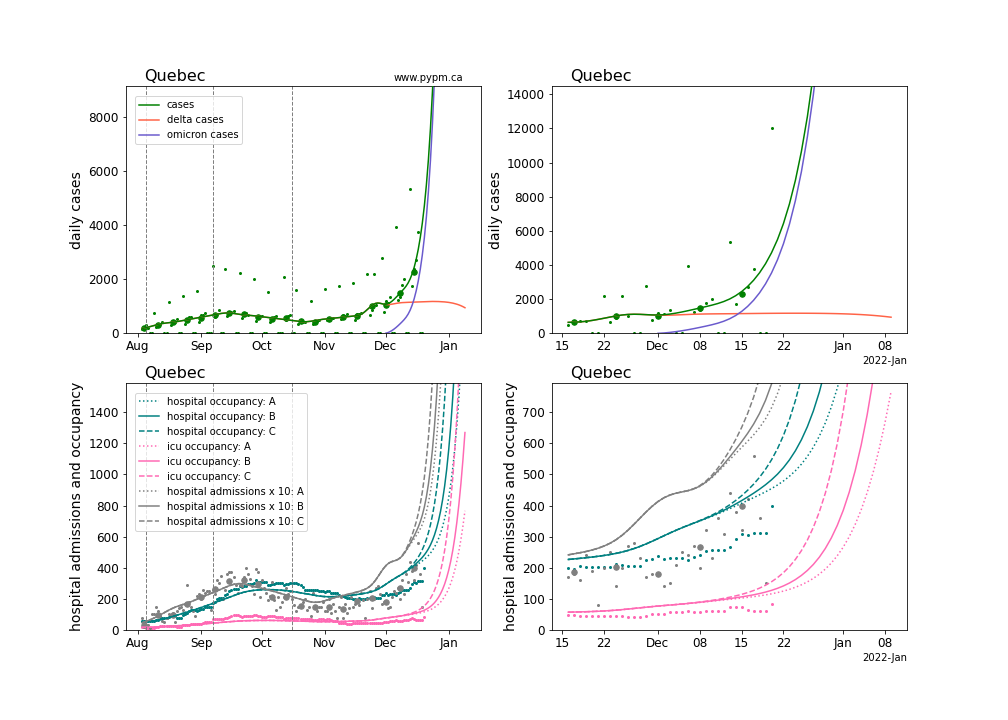 Quebec
www.pypm.ca
daily cases
8000
6000
4000
2000
0
cases
delta cases
omicron cases
Aug
Sep
Oct
Nov
Dec
Jan
Quebec
daily cases
14000
12000
10000
8000
6000
4000
2000
0
15
22
Dec
08
15
22
Jan
08
2022-Jan
Quebec
hospital admissions and occupancy
1400
1200
1000
800
600
400
200
0
hospital occupancy: A
hospital occupancy: B
hospital occupancy: C
icu occupancy: A
icu occupancy: B
icu occupancy: C
hospital admissions x 10: A
hospital admissions x 10: B
hospital admissions x 10: C
Aug
Sep
Oct
Nov
Dec
Jan
Quebec
hospital admissions and occupancy
700
600
500
400
300
200
100
0
15
22
Dec
08
15
22
Jan
08
2022-Jan